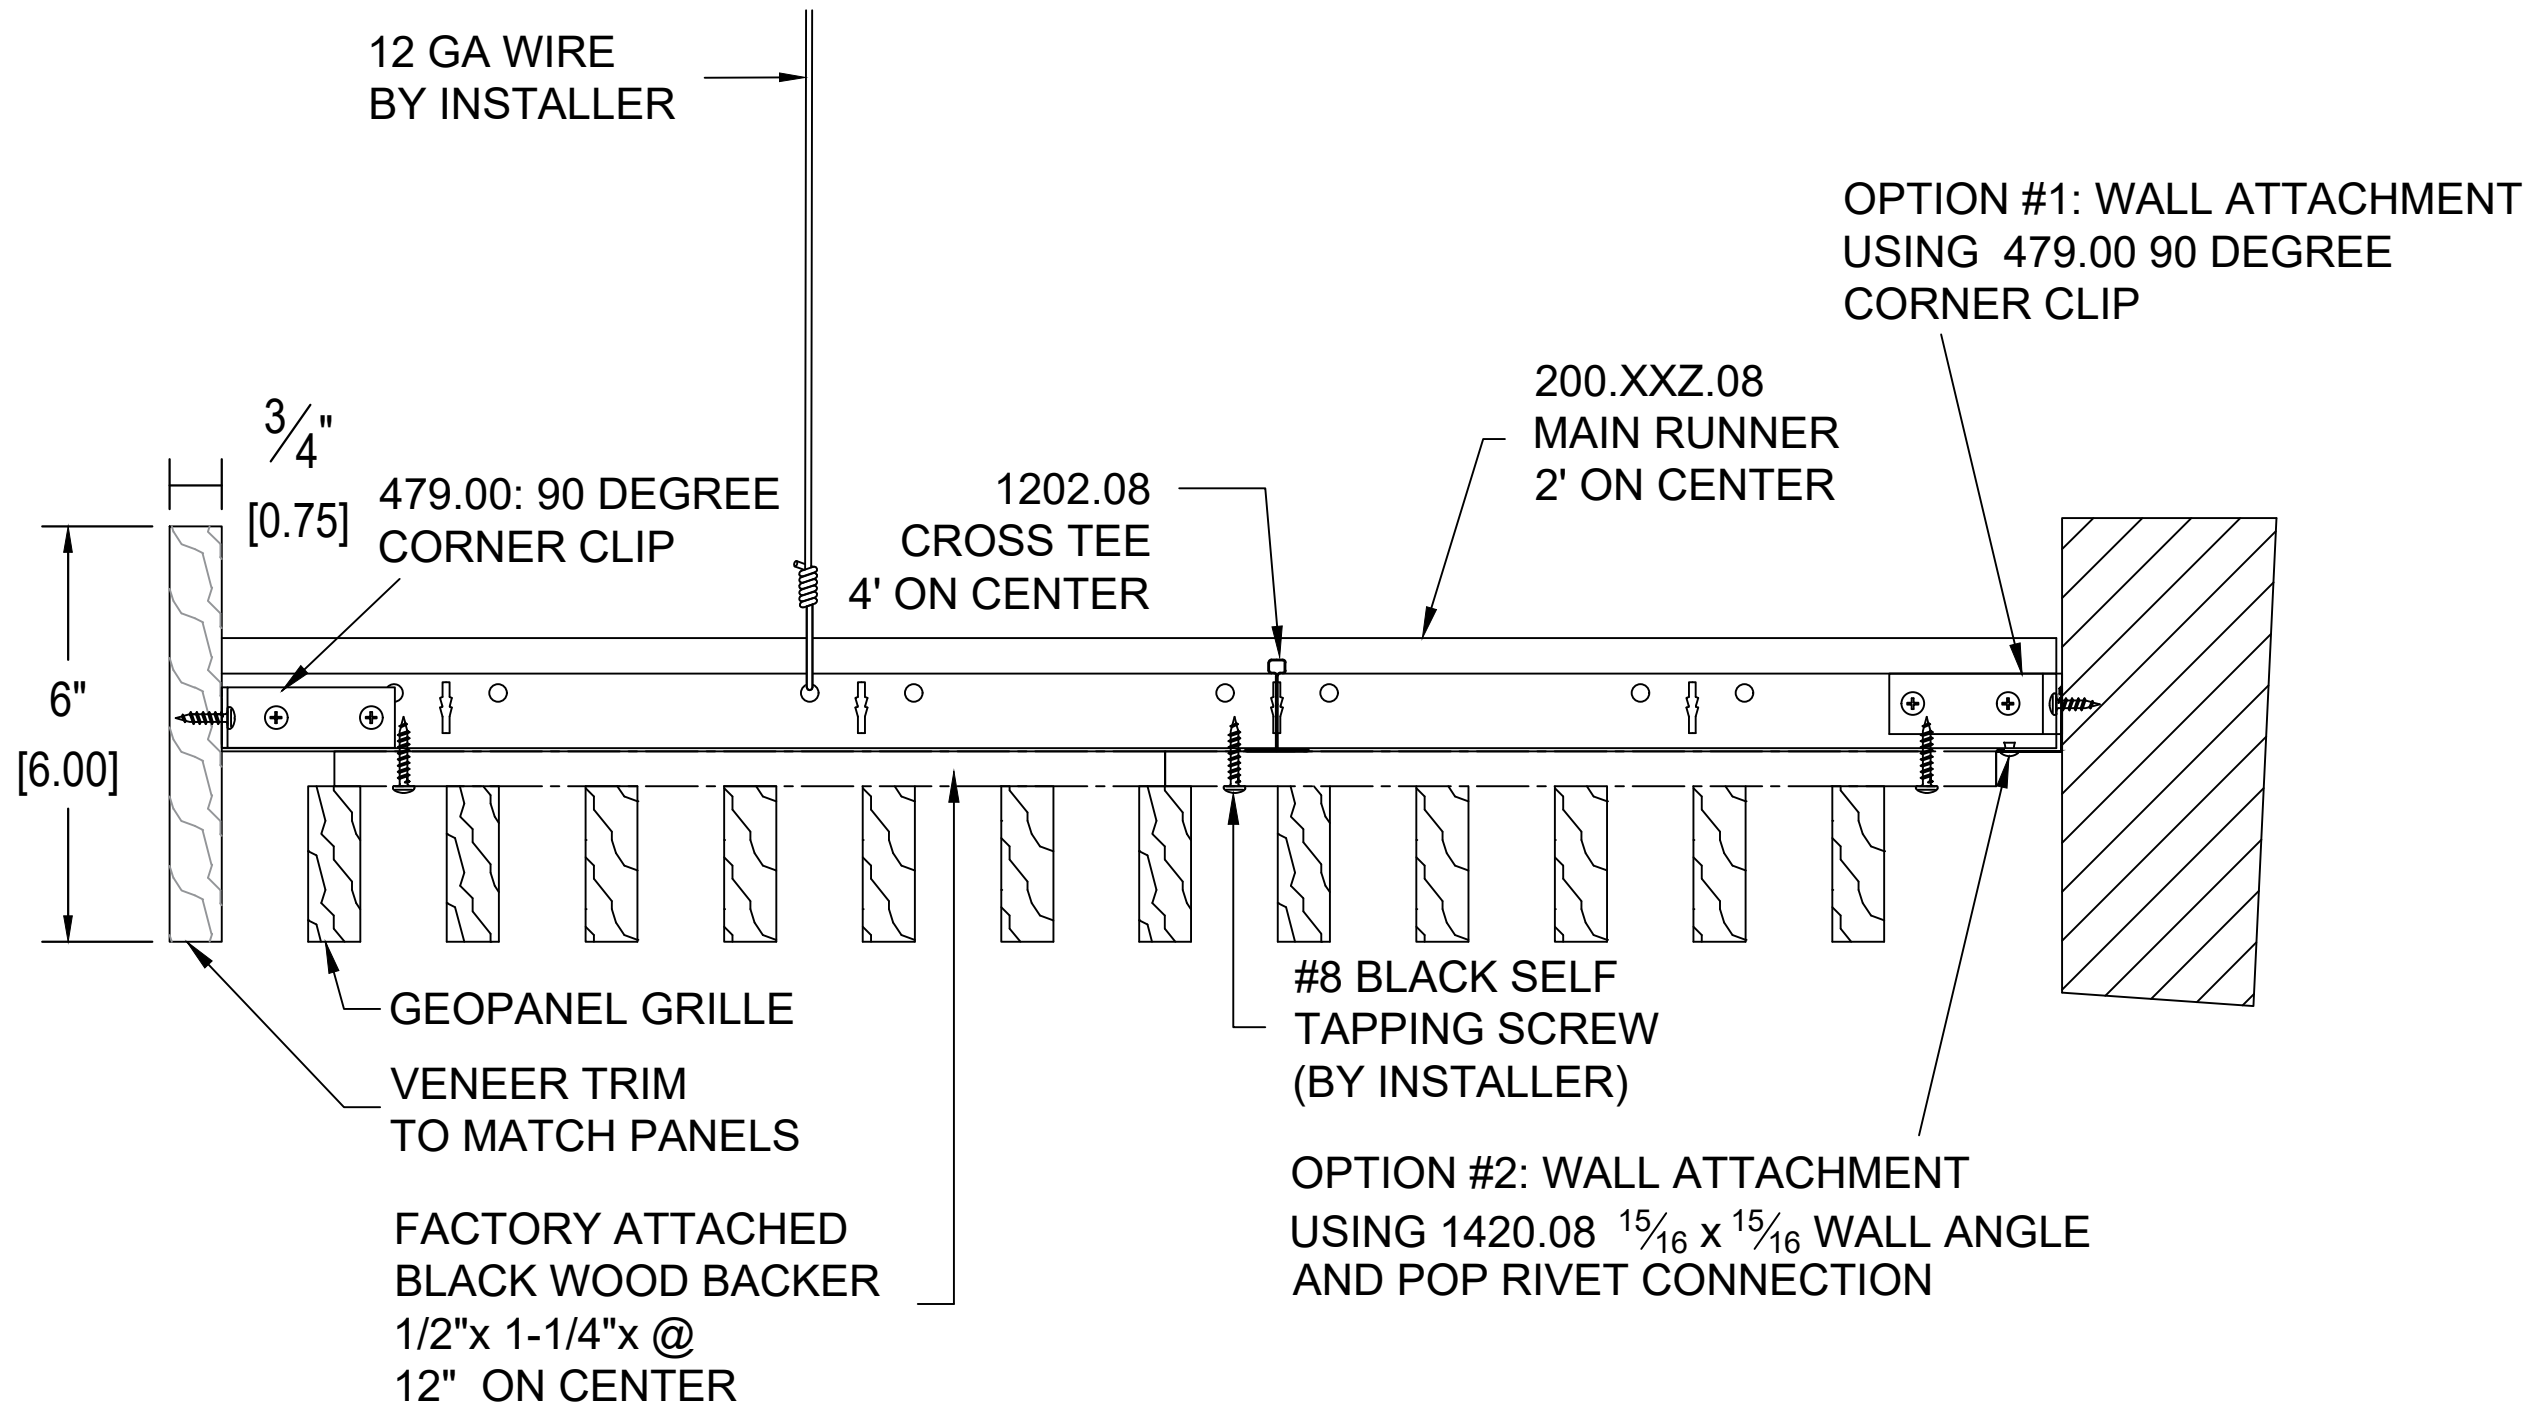 12 GA WIRE
BY INSTALLER
OPTION #1: WALL ATTACHMENT
USING 479.00 90 DEGREE
CORNER CLIP
200.XXZ.08
MAIN RUNNER
2' ON CENTER
3/4"
[0.75]
479.00: 90 DEGREE
CORNER CLIP
1202.08
CROSS TEE
4' ON CENTER
6"
[6.00]
GEOPANEL GRILLE
VENEER TRIM
TO MATCH PANELS
FACTORY ATTACHED
BLACK WOOD BACKER
1/2"x 1-1/4"x @
12" ON CENTER
#8 BLACK SELF
TAPPING SCREW
(BY INSTALLER)
OPTION #2: WALL ATTACHMENT
USING 1420.08 15/16 x 15/16 WALL ANGLE
AND POP RIVET CONNECTION